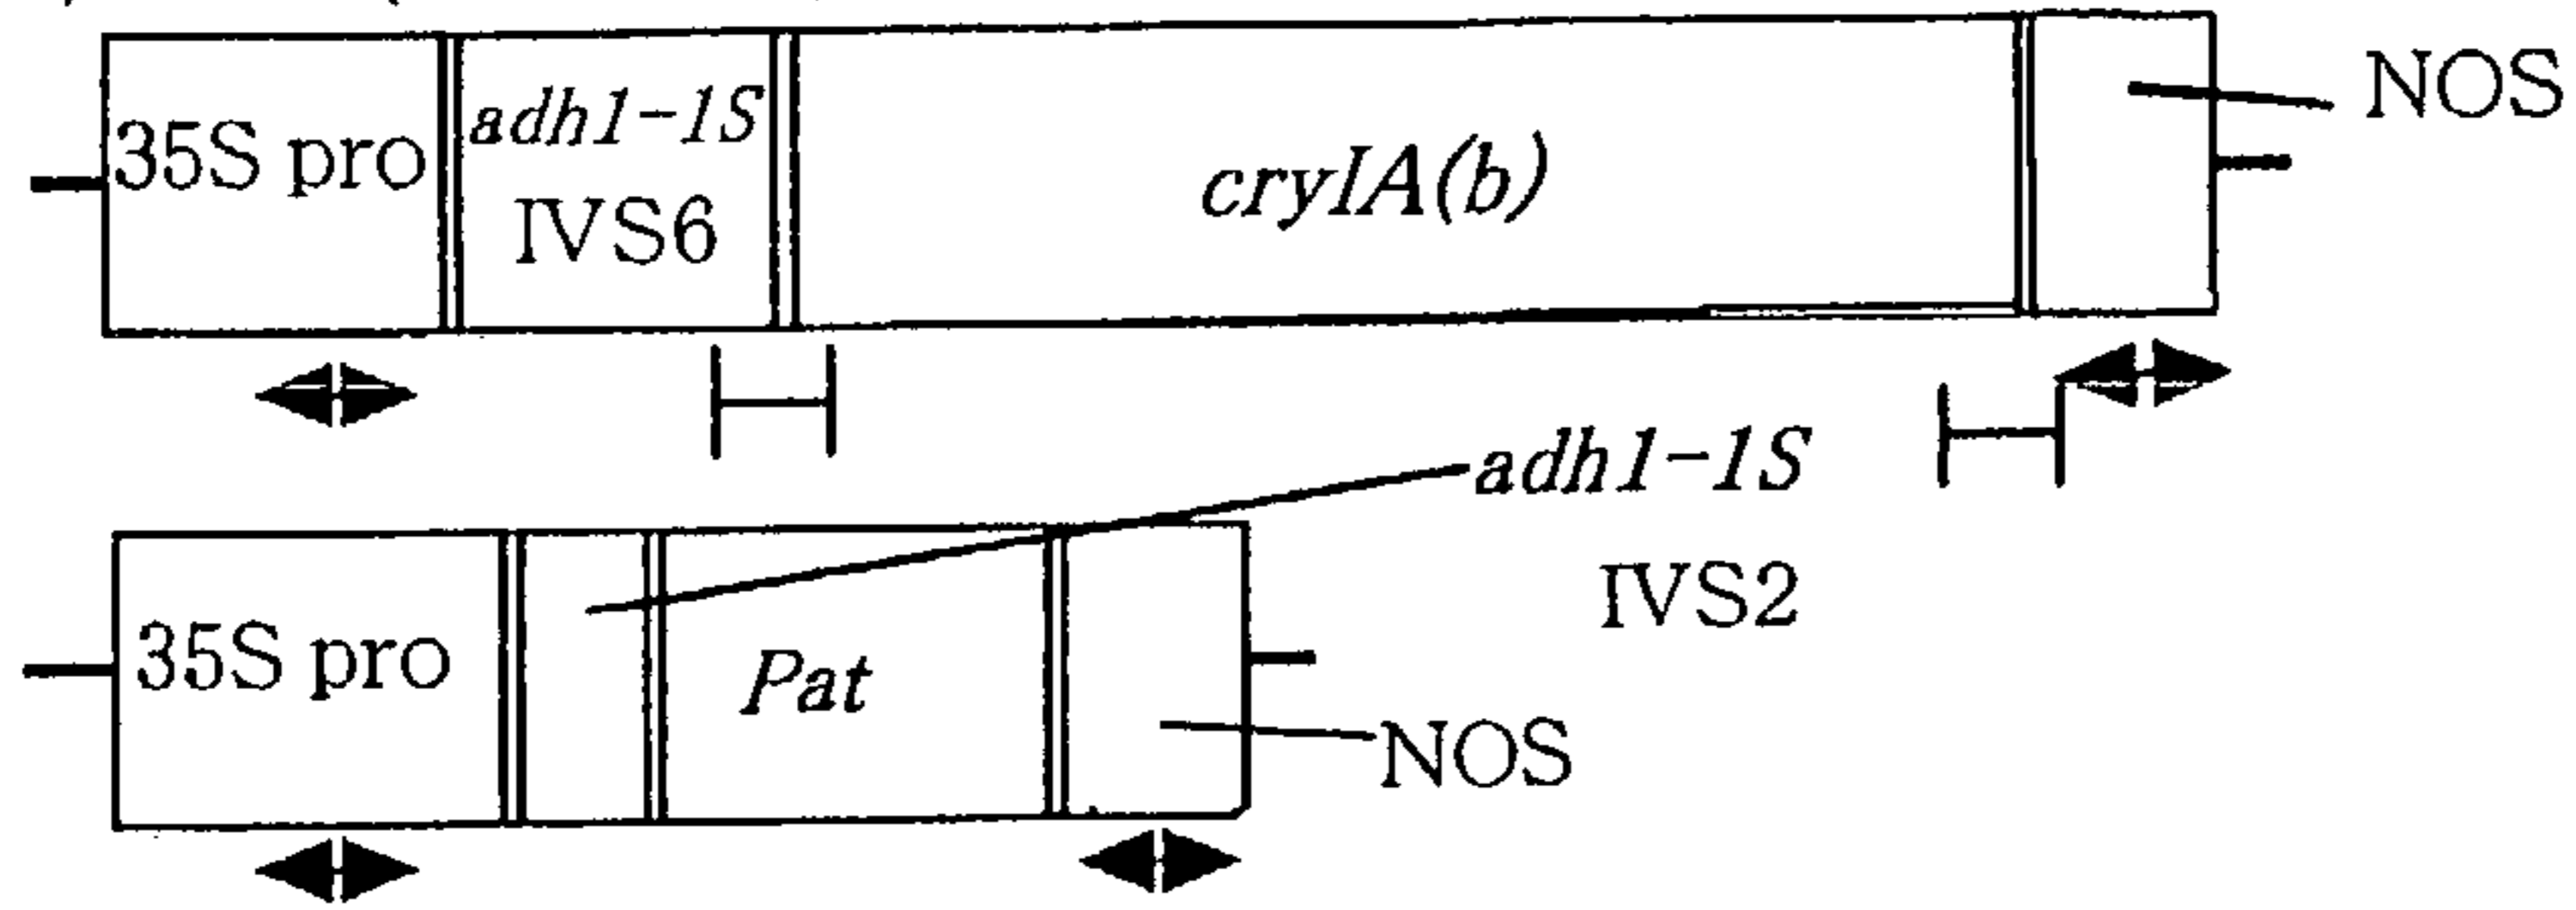 35S pro
adh1-1S
IVS6
cryIA(b)
NOS
35S pro
Pat
adh1-1S
IVS2
NOS